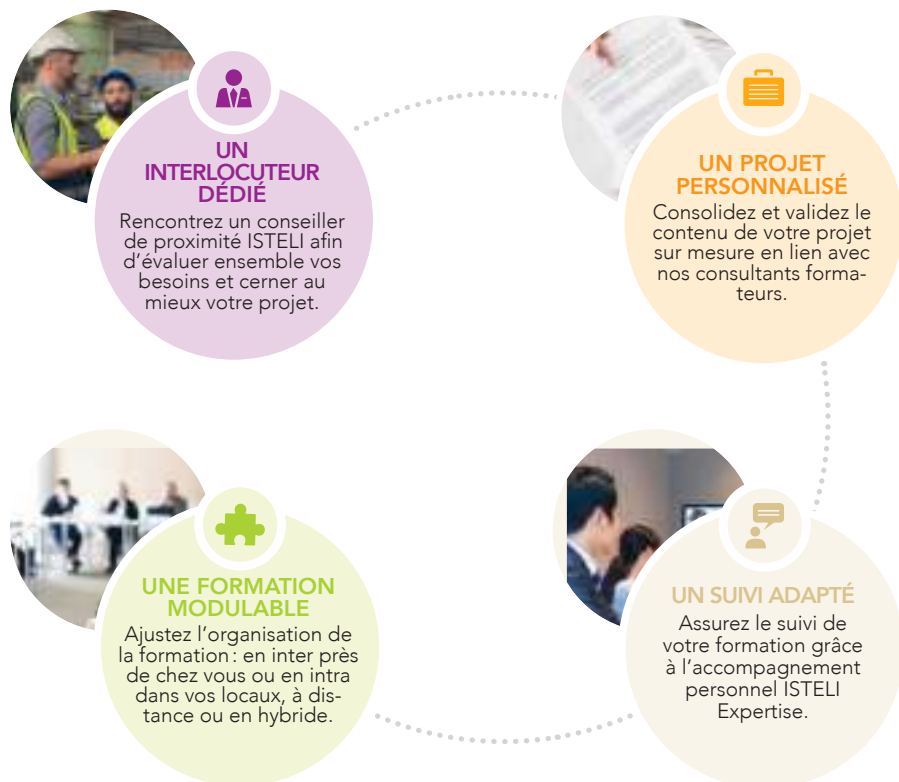 UN
INTERLOCUTEUR
DÉDIÉ
Rencontrez un conseiller
de proximité ISTELI afin
d’évaluer ensemble vos
besoins et cerner au
mieux votre projet.
UN PROJET
PERSONNALISÉ
Consolidez et validez le
contenu de votre projet
sur mesure en lien avec
nos consultants forma-
teurs.
UNE FORMATION
MODULABLE
Ajustez l’organisation de
la formation : en inter près
de chez vous ou en intra
dans vos locaux, à dis-
tance ou en hybride.
UN SUIVI ADAPTÉ
Assurez le suivi de
votre formation grâce
à l’accompagnement
personnel ISTELI
Expertise.